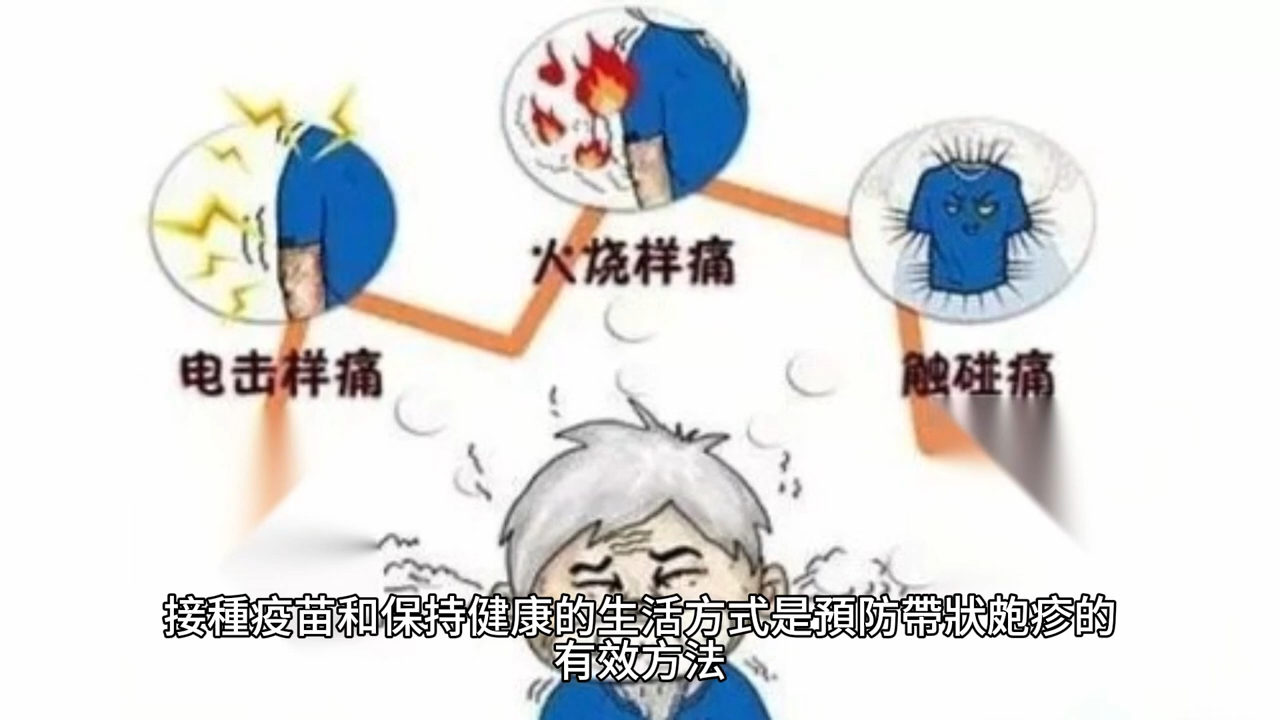 火烧样痛
电击样痛
触碰痛
接種疫苗和保持健康的生活方式是預防帶狀皰疹的
有效方法